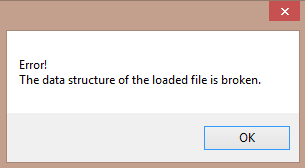 Error!
The data structure of the loaded file is broken.
OK